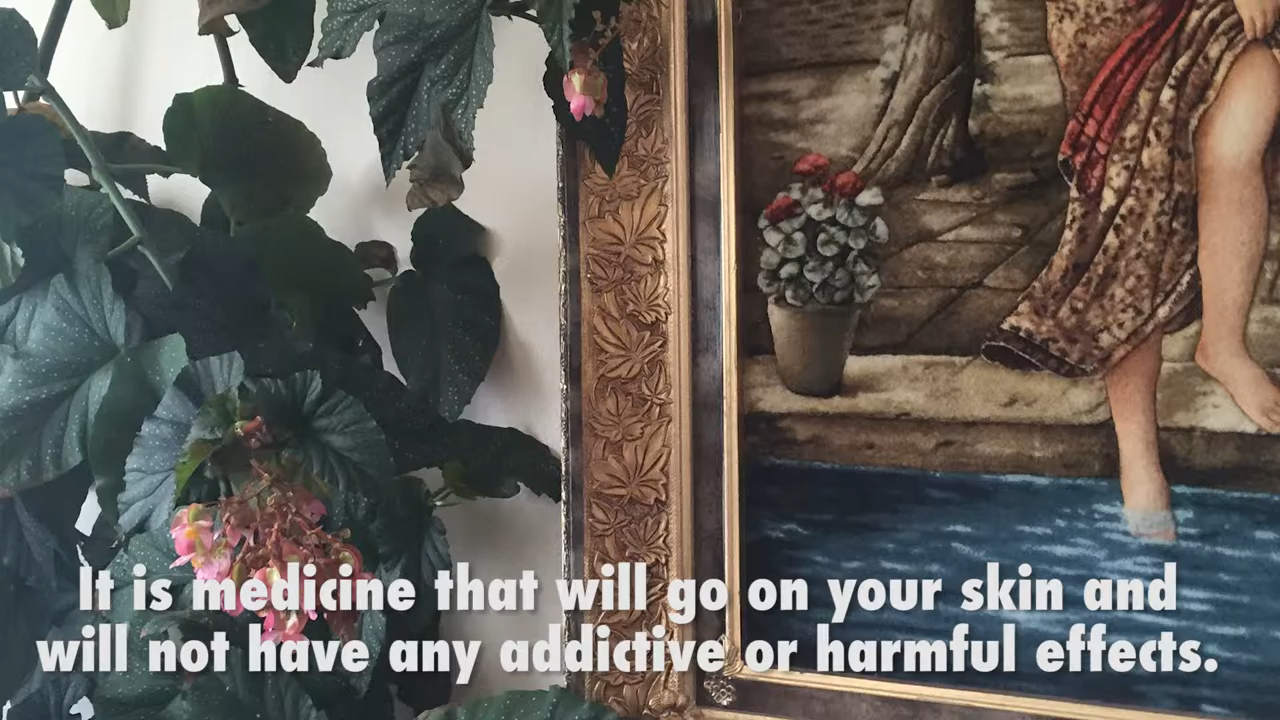 It is medicine that will go on your skin and
will not have any addictive or harmful effects.